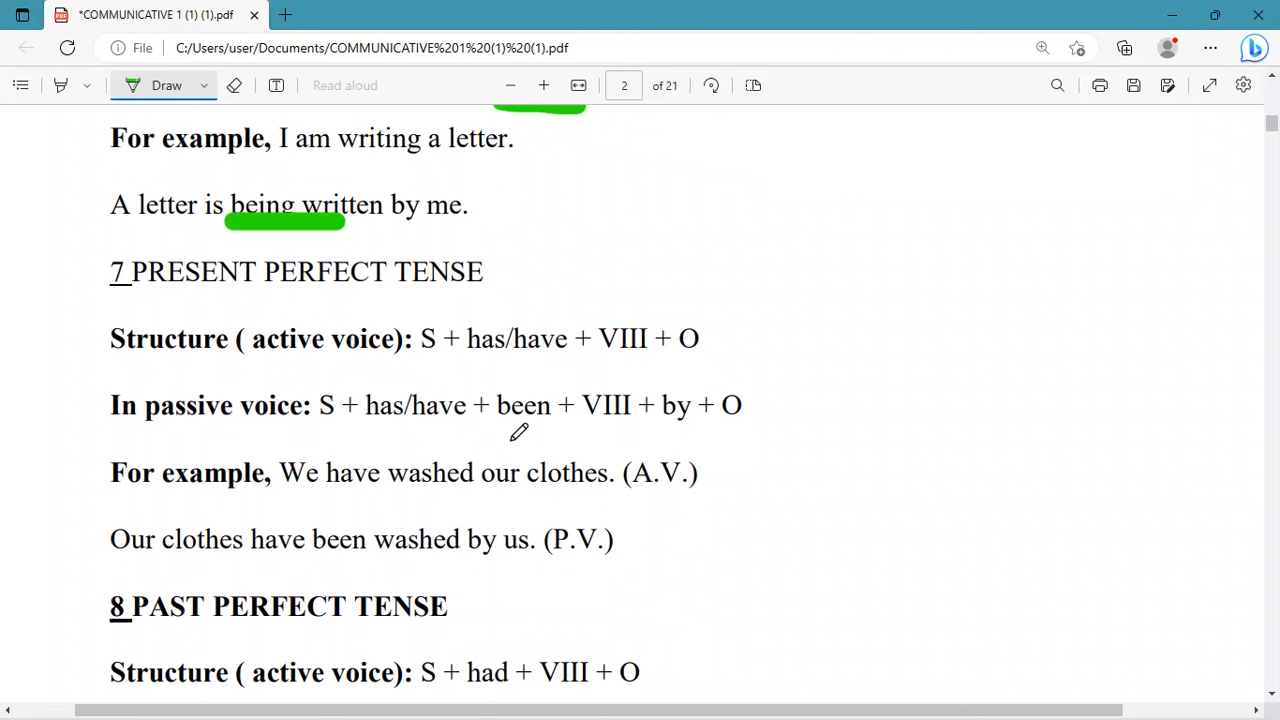 *COMMUNICATIVE 1 (1) (1).pdf
File C:/Users/user/Documents/COMMUNICATIVE%201%20(1)%20(1).pdf
Draw Read aloud 2 of 21
For example, I am writing a letter.
A letter is being written by me.
7 PRESENT PERFECT TENSE
Structure ( active voice): S + has/have + VIII + O
In passive voice: S + has/have + been + VIII + by + O
For example, We have washed our clothes. (A.V.)
Our clothes have been washed by us. (P.V.)
8 PAST PERFECT TENSE
Structure ( active voice): S + had + VIII + O